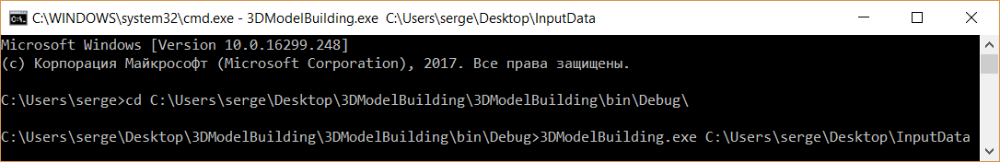 C:\WINDOWS\system32\cmd.exe - 3DModelBuilding.exe  C:\Users\serge\Desktop\InputData
Microsoft Windows [Version 10.0.16299.248]
(c) Корпорация Майкрософт (Microsoft Corporation), 2017. Все права защищены.
C:\Users\serge>cd C:\Users\serge\Desktop\3DModelBuilding\3DModelBuilding\bin\Debug\
C:\Users\serge\Desktop\3DModelBuilding\3DModelBuilding\bin\Debug>3DModelBuilding.exe C:\Users\serge\Desktop\InputData